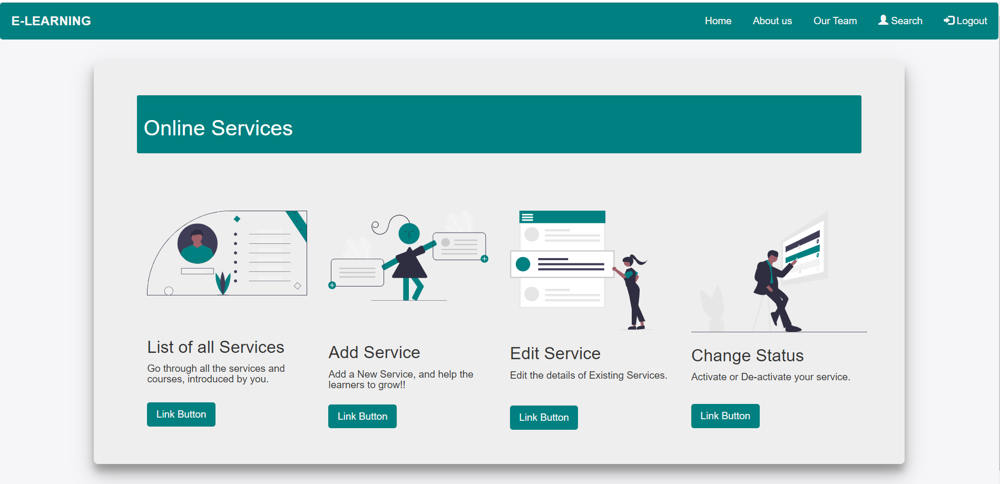 E-LEARNING
Home About us Our Team Search Logout
Online Services
List of all Services
Go through all the services and
courses, introduced by you.
Link Button
Add Service
Add a New Service, and help the
learners to grow!!
Link Button
Edit Service
Edit the details of Existing Services.
Link Button
Change Status
Activate or De-activate your service.
Link Button